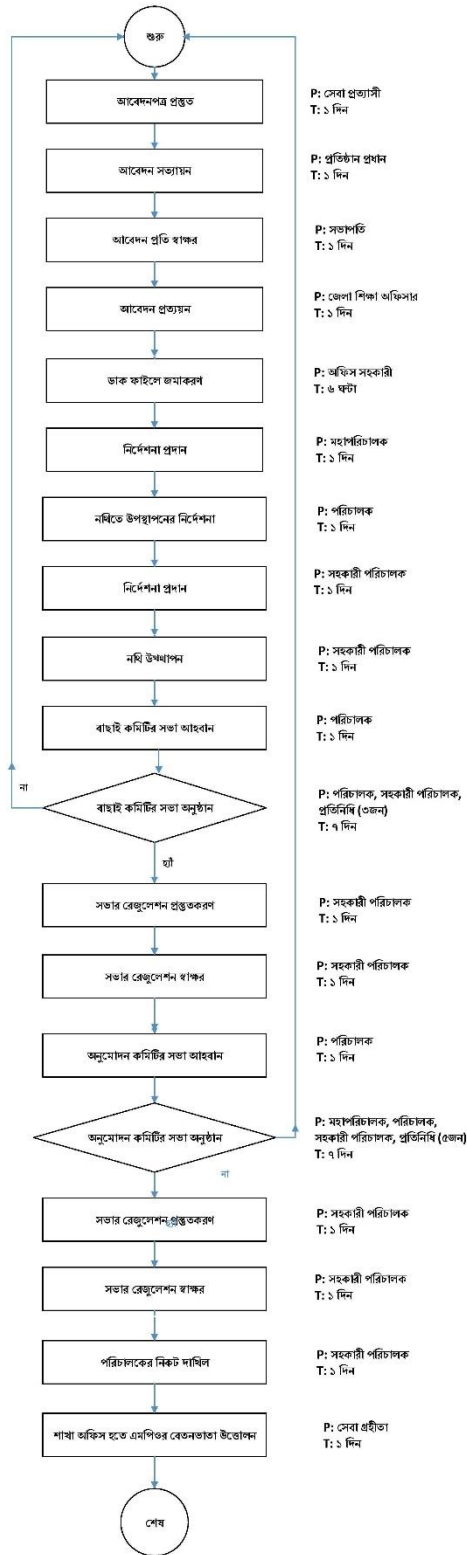 শুরু
আবেদনপত্র প্রস্তুত
P: সেবা প্রত্যাসী
T: ১ দিন
আবেদন সত্যায়ন
P: প্রতিষ্ঠান প্রধান
T: ১ দিন
আবেদন প্রতি স্বাক্ষর
P: সভাপতি
T: ১ দিন
আবেদন প্রত্যয়ন
P: জেলা শিক্ষা অফিসার
T: ১ দিন
ডাক ফাইলে জমাকরণ
P: অফিস সহকারী
T: ৬ ঘন্টা
নির্দেশনা প্রদান
P: মহাপরিচালক
T: ১ দিন
নথিতে উপস্থাপনের নির্দেশনা
P: পরিচালক
T: ১ দিন
নির্দেশনা প্রদান
P: সহকারী পরিচালক
T: ১ দিন
নথি উপথাপন
P: সহকারী পরিচালক
T: ১ দিন
বাছাই কমিটির সভা আহবান
P: পরিচালক
T: ১ দিন
না
বাছাই কমিটির সভা অনুষ্ঠান
P: পরিচালক, সহকারী পরিচালক,
প্রতিনিধি (৩জন)
T: ৭ দিন
হ্যাঁ
সভার রেজুলেশন প্রস্তুতকরণ
P: সহকারী পরিচালক
T: ১ দিন
সভার রেজুলেশন স্বাক্ষর
P: সহকারী পরিচালক
T: ১ দিন
অনুমোদন কমিটির সভা আহবান
P: পরিচালক
T: ১ দিন
অনুমোদন কমিটির সভা অনুষ্ঠান
P: মহাপরিচালক, পরিচালক,
সহকারী পরিচালক, প্রতিনিধি (৫জন)
T: ৭ দিন
না
সভার রেজুলেশন প্রস্তুতকরণ
হ্যাঁ
P: সহকারী পরিচালক
T: ১ দিন
সভার রেজুলেশন স্বাক্ষর
P: সহকারী পরিচালক
T: ১ দিন
পরিচালকের নিকট দাখিল
P: সহকারী পরিচালক
T: ১ দিন
শাখা অফিস হতে এমপিওর বেতনভাতা উত্তোলন
P: সেবা গ্রহীতা
T: ১ দিন
শেষ